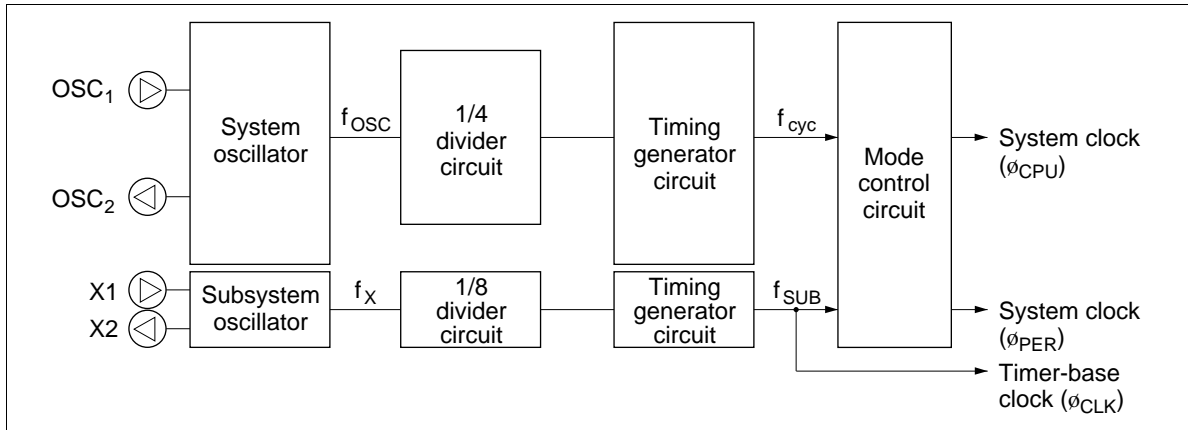 OSC1
OSC2
X1
X2
System
oscillator
fOSC
1/4
divider
circuit
Timing
generator
circuit
fcyc
Mode
control
circuit
System clock
(øCPU)
Subsystem
oscillator
fX
1/8
divider
circuit
Timing
generator
circuit
fSUB
System clock
(øPER)
Timer-base
clock (øCLK)